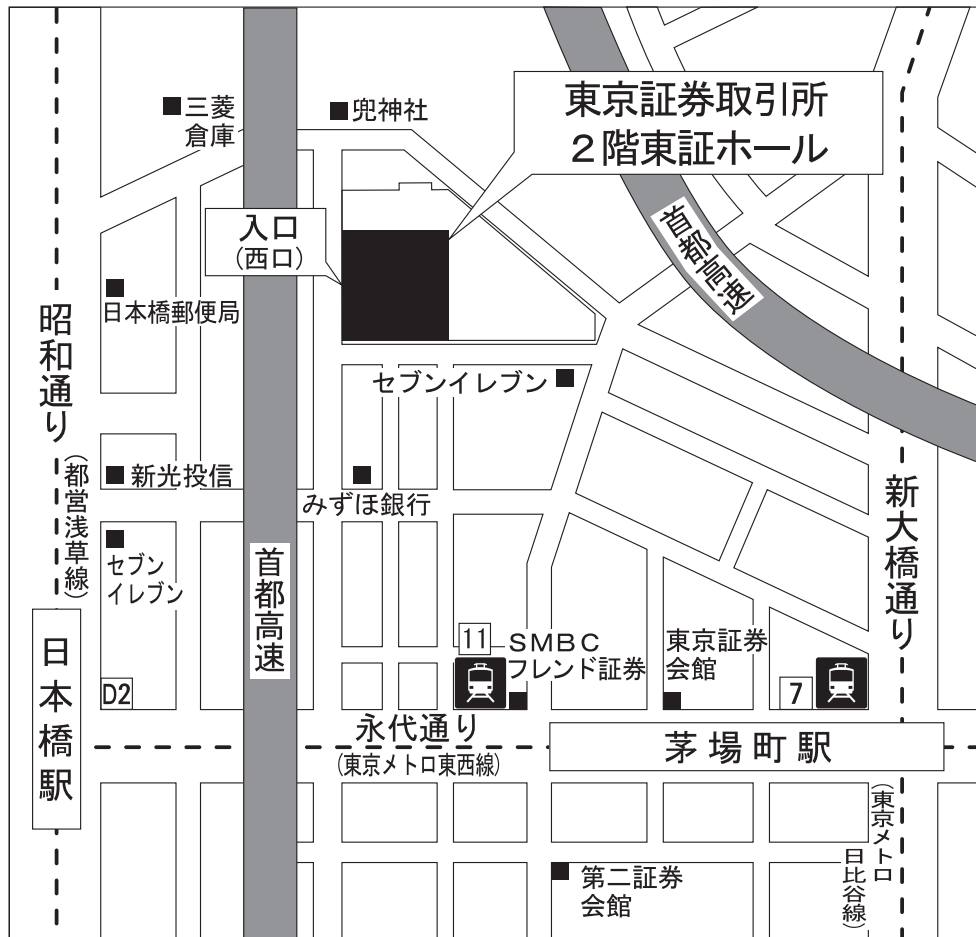 三菱
倉庫
兜神社
東京証券取引所
２階東証ホール
入口
(西口)
首都高速
日本橋郵便局
昭和通り
(都営浅草線)
セブンイレブン
新光投信
みずほ銀行
新大橋通り
セブン
イレブン
首都高速
日本橋駅
D2
11
SMBC
フレンド証券
東京証券
会館
7
永代通り
(東京メトロ東西線)
茅場町駅
(東京メトロ
日比谷線)
第二証券
会館